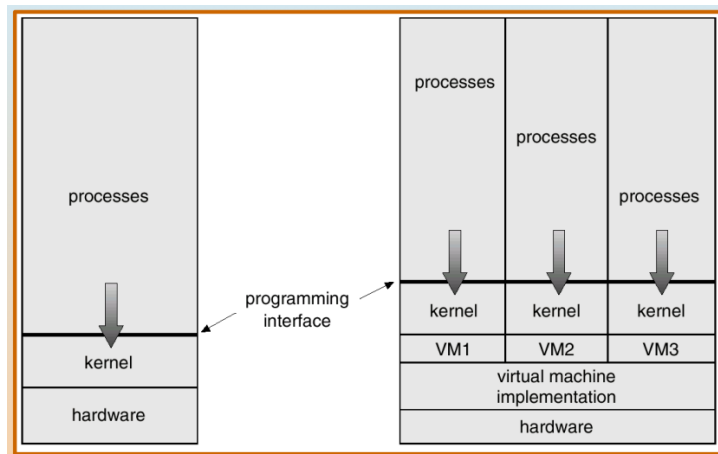 processes
kernel
hardware
programming
interface
processes
processes
processes
kernel
kernel
kernel
VM1
VM2
VM3
virtual machine
implementation
hardware